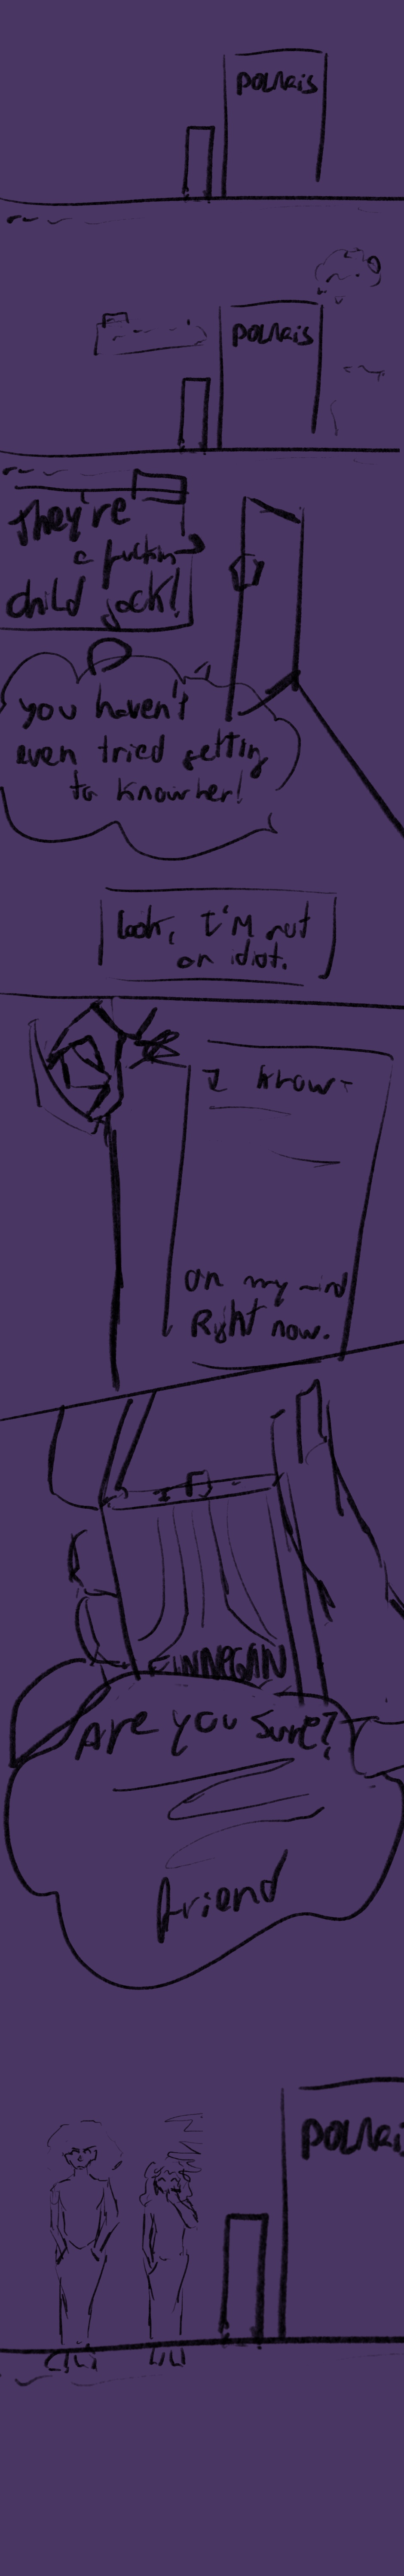 POLARIS
POLARIS
They're
a fuckin
child Jack!
you haven't
even tried getting
to know her!
look, I'M not
an idiot.
I know-
on my mind
Right now.
FINNEGAN
Are you sure?
friend
POLARIS